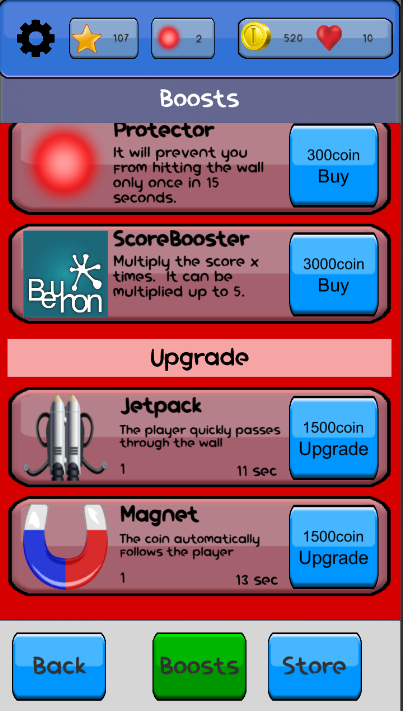 107
2
520
10
Boosts
Protector
It will prevent you
from hitting the wall
only once in 15
seconds.
300coin
Buy
ScoreBooster
Multiply the score x
times. It can be
multiplied up to 5.
3000coin
Buy
Beyhon
Upgrade
Jetpack
The player quickly passes
through the wall
1
11 sec
1500coin
Upgrade
Magnet
The coin automatically
follows the player
1
13 sec
1500coin
Upgrade
Back
Boosts
Store